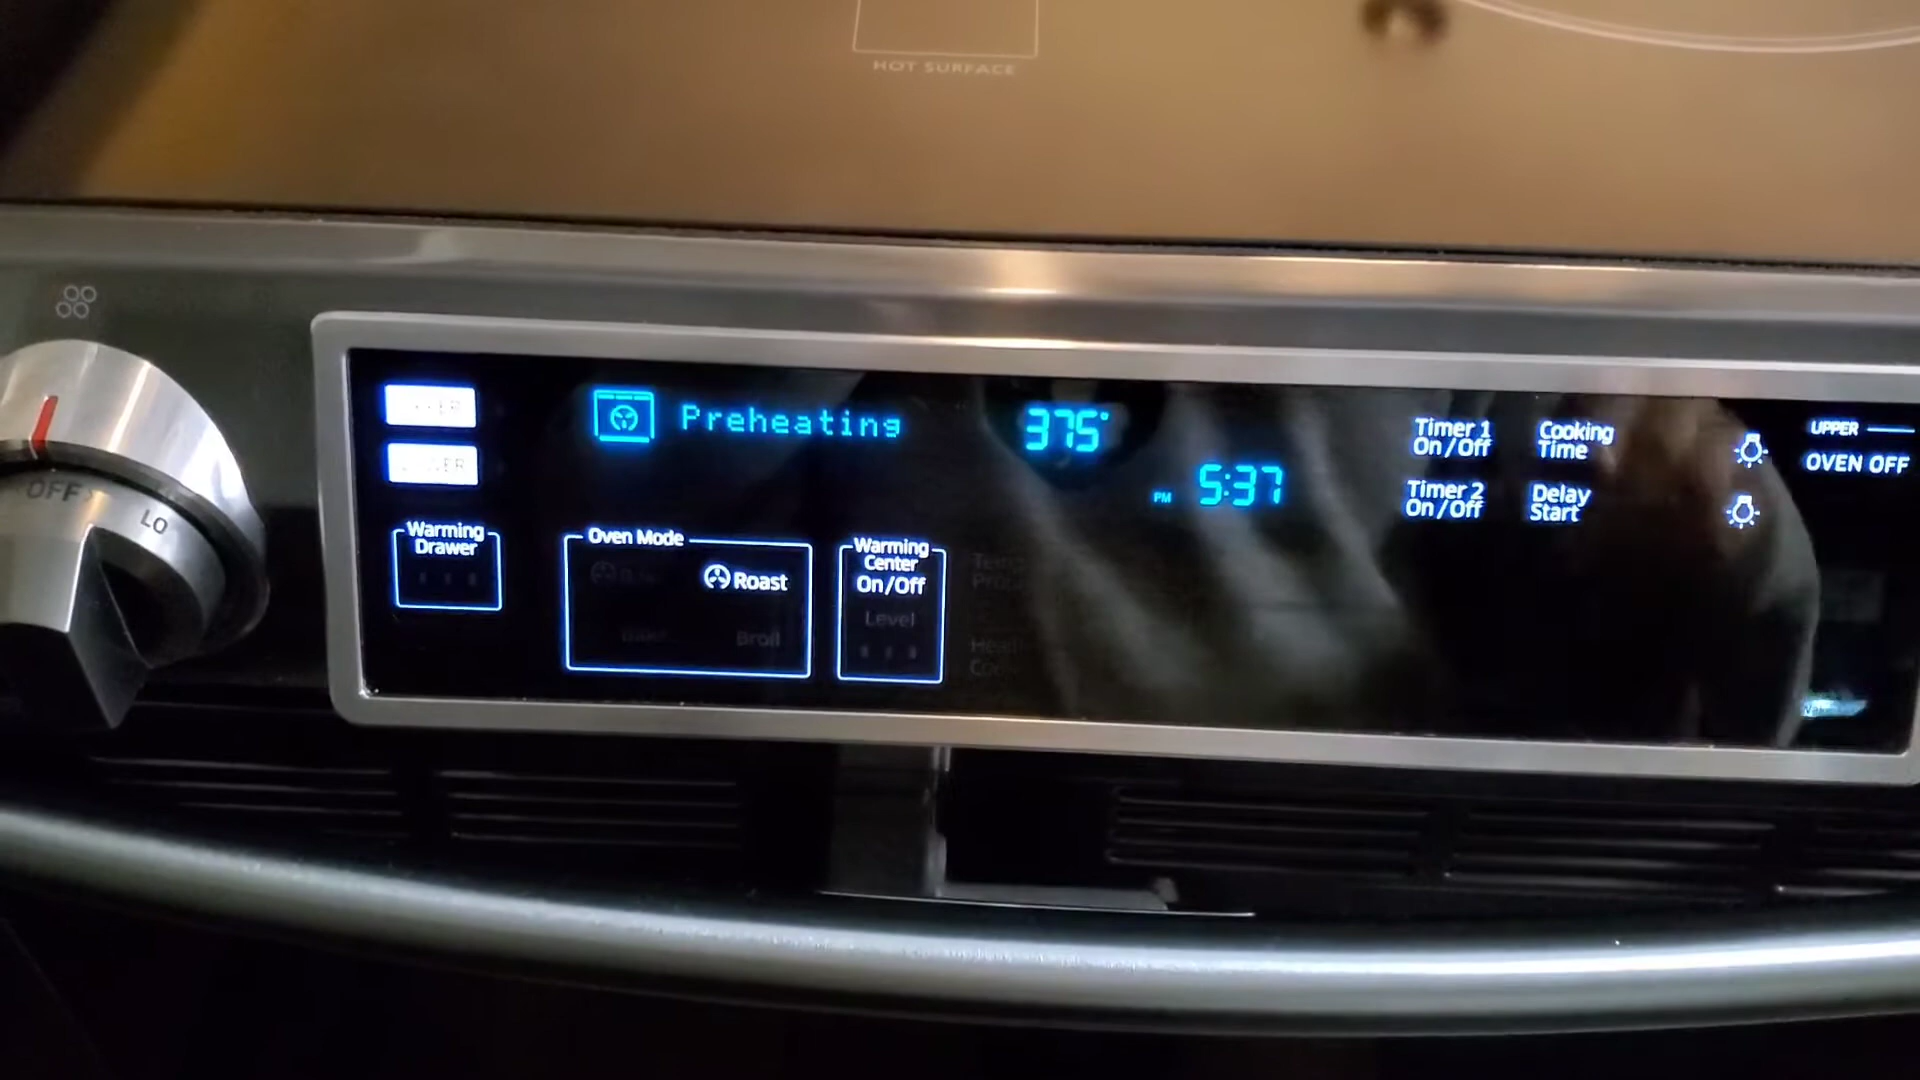 HOT SURFACE
OFF
LO
Preheating
375°
PM 5:37
Timer 1
On/Off
Cooking
Time
Timer 2
On/Off
Delay
Start
UPPER
OVEN OFF
Warming
Drawer
Oven Mode
Roast
Broil
Warming
Center
On/Off
Level